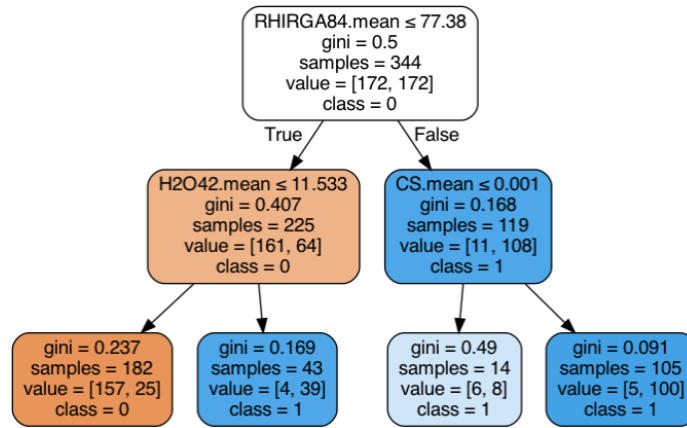 RHIRGA84.mean ≤ 77.38
gini = 0.5
samples = 344
value = [172, 172]
class = 0
True
False
H2O42.mean ≤ 11.533
gini = 0.407
samples = 225
value = [161, 64]
class = 0
CS.mean ≤ 0.001
gini = 0.168
samples = 119
value = [11, 108]
class = 1
gini = 0.237
samples = 182
value = [157, 25]
class = 0
gini = 0.169
samples = 43
value = [4, 39]
class = 1
gini = 0.49
samples = 14
value = [6, 8]
class = 1
gini = 0.091
samples = 105
value = [5, 100]
class = 1